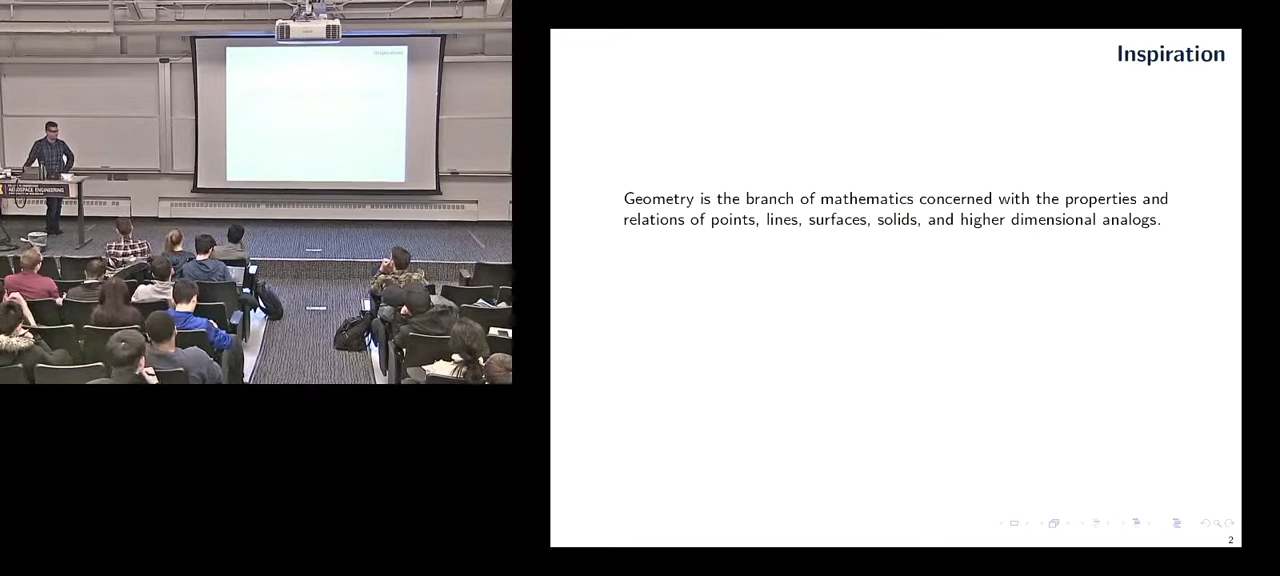 Inspiration
Inspiration
AEROSPACE ENGINEERING
Geometry is the branch of mathematics concerned with the properties and
relations of points, lines, surfaces, solids, and higher dimensional analogs.
2